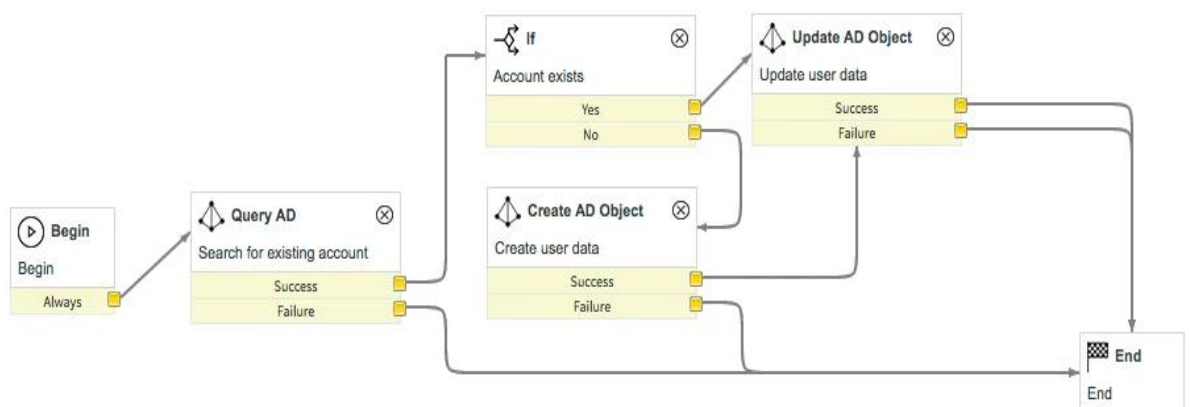 Begin
Begin
Always
Query AD
Search for existing account
Success
Failure
If
Account exists
Yes
No
Create AD Object
Create user data
Success
Failure
Update AD Object
Update user data
Success
Failure
End
End